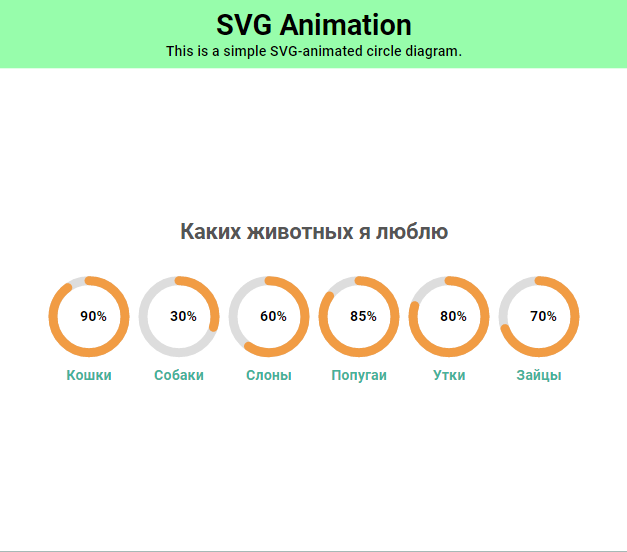 SVG Animation
This is a simple SVG-animated circle diagram.
Каких животных я люблю
90% 30% 60% 85% 80% 70%
Кошки Собаки Слоны Попугаи Утки Зайцы